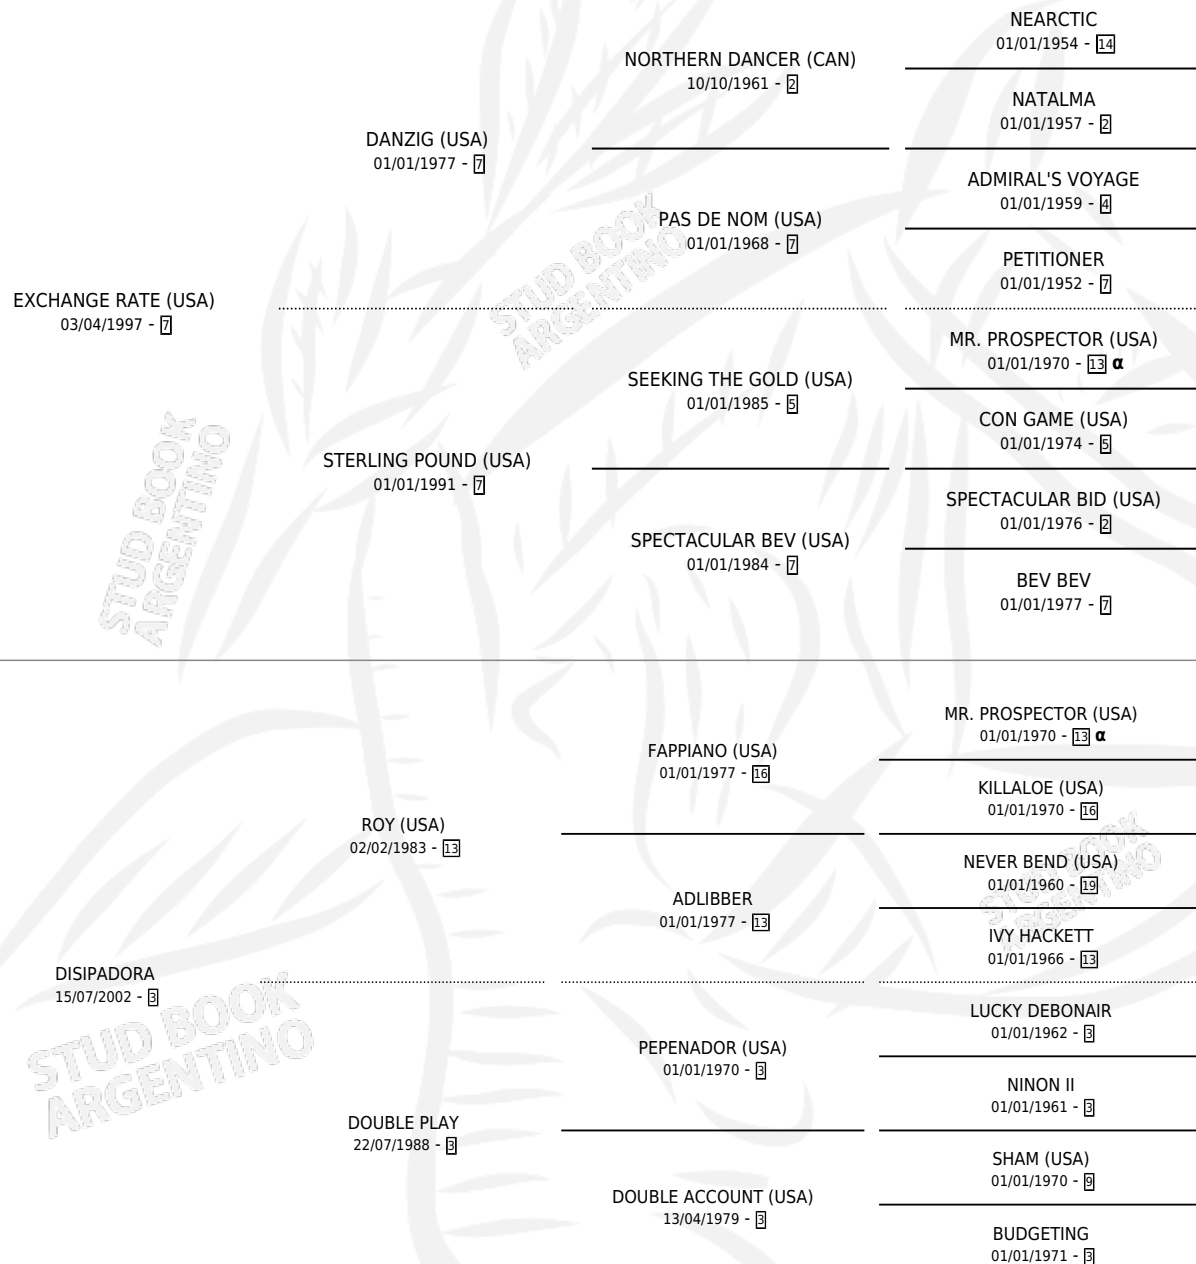 NEARCTIC
01/01/1954 - 14
NORTHERN DANCER (CAN)
10/10/1961 - 2
NATALMA
01/01/1957 - 2
DANZIG (USA)
01/01/1977 - 7
ADMIRAL'S VOYAGE
01/01/1959 - 4
PAS DE NOM (USA)
01/01/1968 - 7
PETITIONER
01/01/1952 - 7
EXCHANGE RATE (USA)
03/04/1997 - 7
MR. PROSPECTOR (USA)
01/01/1970 - 13 α
SEEKING THE GOLD (USA)
01/01/1985 - 5
CON GAME (USA)
01/01/1974 - 5
STERLING POUND (USA)
01/01/1991 - 7
SPECTACULAR BID (USA)
01/01/1976 - 2
SPECTACULAR BEV (USA)
01/01/1984 - 7
BEV BEV
01/01/1977 - 7
MR. PROSPECTOR (USA)
01/01/1970 - 13 α
FAPPIANO (USA)
01/01/1977 - 16
KILLALOE (USA)
01/01/1970 - 16
ROY (USA)
02/02/1983 - 13
NEVER BEND (USA)
01/01/1960 - 19
ADLIBBER
01/01/1977 - 13
IVY HACKETT
01/01/1966 - 13
DISIPADORA
15/07/2002 - 3
LUCKY DEBONAIR
01/01/1962 - 3
PEPENADOR (USA)
01/01/1970 - 3
NINON II
01/01/1961 - 3
DOUBLE PLAY
22/07/1988 - 3
SHAM (USA)
01/01/1970 - 9
DOUBLE ACCOUNT (USA)
13/04/1979 - 3
BUDGETING
01/01/1971 - 3
STUD BOOK
ARGENTINO
STUD BOOK
ARGENTINO
STUD BOOK
ARGENTINO
STUD BOOK
ARGENTINO